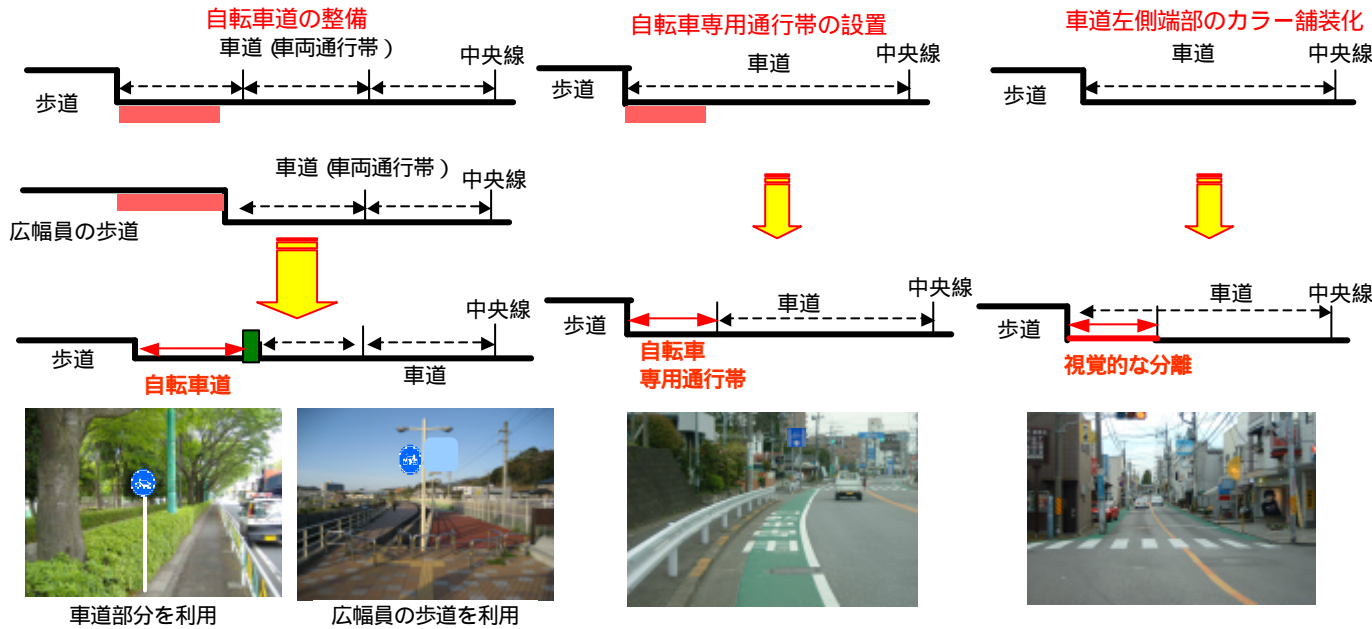 自転車道の整備
車道 (車両通行帯)
中央線
歩道
車道 (車両通行帯)
中央線
広幅員の歩道
中央線
歩道
車道
自転車道
車道部分を利用
広幅員の歩道を利用
自転車専用通行帯の設置
車道
中央線
歩道
中央線
車道
歩道
自転車
専用通行帯
車道左側端部のカラー舗装化
車道
中央線
歩道
車道
中央線
歩道
視覚的な分離